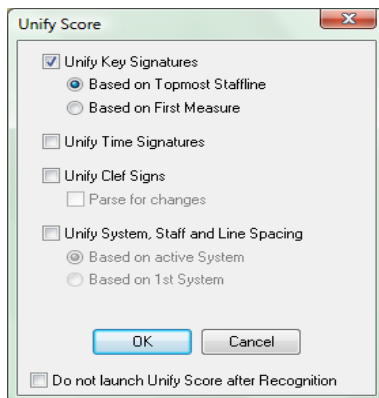 Unify Score
Unify Key Signatures
Based on Topmost Staffline
Based on First Measure
Unify Time Signatures
Unify Clef Signs
Parse for changes
Unify System, Staff and Line Spacing
Based on active System
Based on 1st System
OK Cancel
Do not launch Unify Score after Recognition